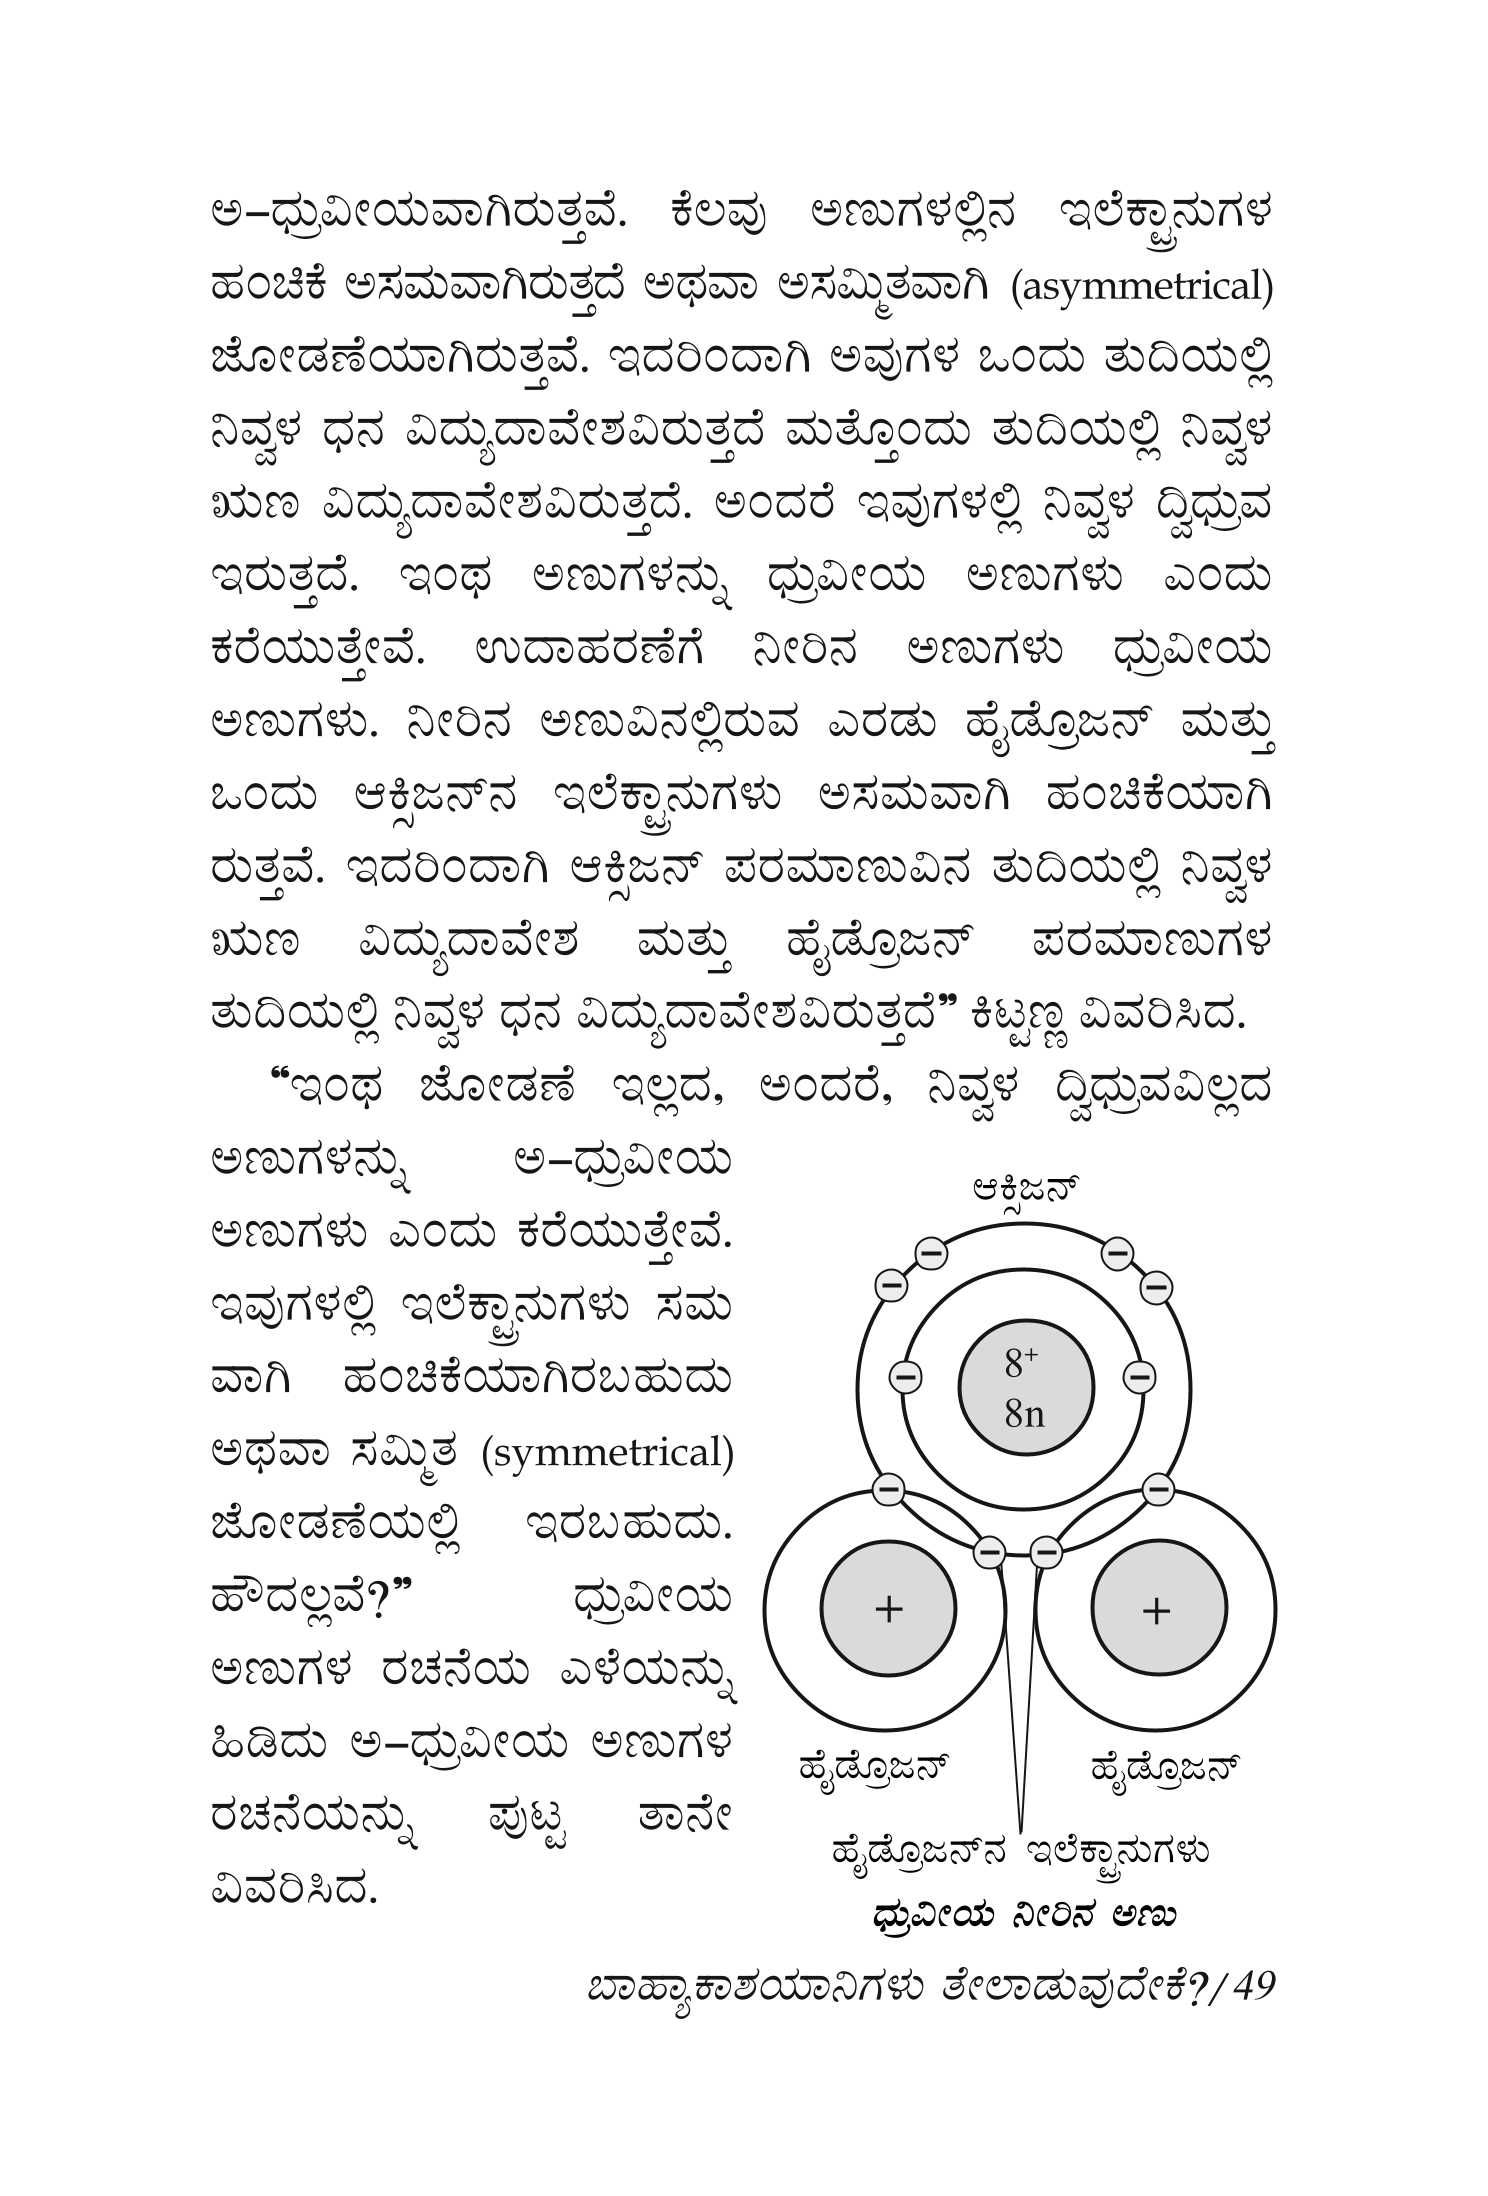 ಅ–ಧ್ರುವೀಯವಾಗಿರುತ್ತವೆ. ಕೆಲವು ಅಣುಗಳಲ್ಲಿನ ಇಲೆಕ್ಟ್ರಾನುಗಳ
ಹಂಚಿಕೆ ಅಸಮವಾಗಿರುತ್ತದೆ ಅಥವಾ ಅಸಮ್ಮಿತವಾಗಿ (asymmetrical)
ಜೋಡಣೆಯಾಗಿರುತ್ತವೆ. ಇದರಿಂದಾಗಿ ಅವುಗಳ ಒಂದು ತುದಿಯಲ್ಲಿ
ನಿವ್ವಳ ಧನ ವಿದ್ಯುದಾವೇಶವಿರುತ್ತದೆ ಮತ್ತೊಂದು ತುದಿಯಲ್ಲಿ ನಿವ್ವಳ
ಋಣ ವಿದ್ಯುದಾವೇಶವಿರುತ್ತದೆ. ಅಂದರೆ ಇವುಗಳಲ್ಲಿ ನಿವ್ವಳ ದ್ವಿಧ್ರುವ
ಇರುತ್ತದೆ. ಇಂಥ ಅಣುಗಳನ್ನು ಧ್ರುವೀಯ ಅಣುಗಳು ಎಂದು
ಕರೆಯುತ್ತೇವೆ. ಉದಾಹರಣೆಗೆ ನೀರಿನ ಅಣುಗಳು ಧ್ರುವೀಯ
ಅಣುಗಳು. ನೀರಿನ ಅಣುವಿನಲ್ಲಿರುವ ಎರಡು ಹೈಡ್ರೊಜನ್ ಮತ್ತು
ಒಂದು ಆಕ್ಸಿಜನ್‌ನ ಇಲೆಕ್ಟ್ರಾನುಗಳು ಅಸಮವಾಗಿ ಹಂಚಿಕೆಯಾಗಿ
ರುತ್ತವೆ. ಇದರಿಂದಾಗಿ ಆಕ್ಸಿಜನ್ ಪರಮಾಣುವಿನ ತುದಿಯಲ್ಲಿ ನಿವ್ವಳ
ಋಣ ವಿದ್ಯುದಾವೇಶ ಮತ್ತು ಹೈಡ್ರೊಜನ್ ಪರಮಾಣುಗಳ
ತುದಿಯಲ್ಲಿ ನಿವ್ವಳ ಧನ ವಿದ್ಯುದಾವೇಶವಿರುತ್ತದೆ” ಕಿಟ್ಟಣ್ಣ ವಿವರಿಸಿದ.
“ಇಂಥ ಜೋಡಣೆ ಇಲ್ಲದ, ಅಂದರೆ, ನಿವ್ವಳ ದ್ವಿಧ್ರುವವಿಲ್ಲದ
ಅಣುಗಳನ್ನು ಅ–ಧ್ರುವೀಯ
ಅಣುಗಳು ಎಂದು ಕರೆಯುತ್ತೇವೆ.
ಇವುಗಳಲ್ಲಿ ಇಲೆಕ್ಟ್ರಾನುಗಳು ಸಮ
ವಾಗಿ ಹಂಚಿಕೆಯಾಗಿರಬಹುದು
ಅಥವಾ ಸಮ್ಮಿತ (symmetrical)
ಜೋಡಣೆಯಲ್ಲಿ ಇರಬಹುದು.
ಹೌದಲ್ಲವೆ?” ಧ್ರುವೀಯ
ಅಣುಗಳ ರಚನೆಯ ಎಳೆಯನ್ನು
ಹಿಡಿದು ಅ–ಧ್ರುವೀಯ ಅಣುಗಳ
ರಚನೆಯನ್ನು ಪುಟ್ಟ ತಾನೇ
ವಿವರಿಸಿದ.
ಆಕ್ಸಿಜನ್
− −
− −
8⁺
− −
8n
− −
− −
+ +
ಹೈಡ್ರೊಜನ್ ಹೈಡ್ರೊಜನ್
ಹೈಡ್ರೊಜನ್‌ನ ಇಲೆಕ್ಟ್ರಾನುಗಳು
ಧ್ರುವೀಯ ನೀರಿನ ಅಣು
ಬಾಹ್ಯಾಕಾಶಯಾನಿಗಳು ತೇಲಾಡುವುದೇಕೆ?/ 49